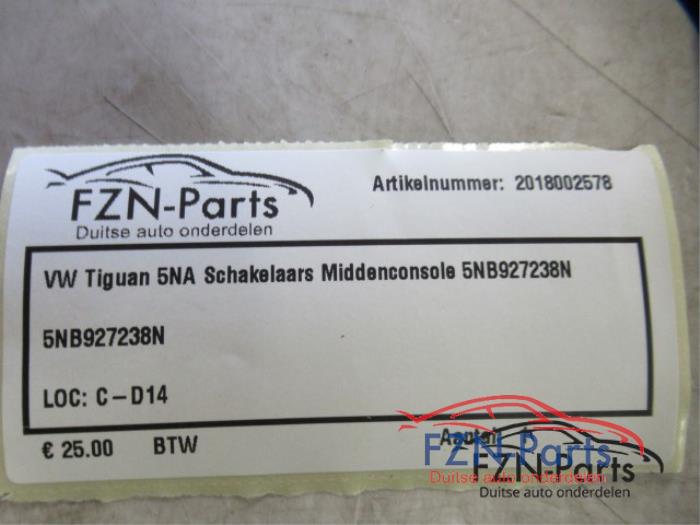 FZN-Parts
Duitse auto onderdelen
Artikelnummer: 2018002578
VW Tiguan 5NA Schakelaars Middenconsole 5NB927238N
5NB927238N
LOC: C-D14
€ 25.00 BTW Aantal
FZN-Parts
Duitse auto onderdelen
FZN-Parts
Duitse auto onderdelen